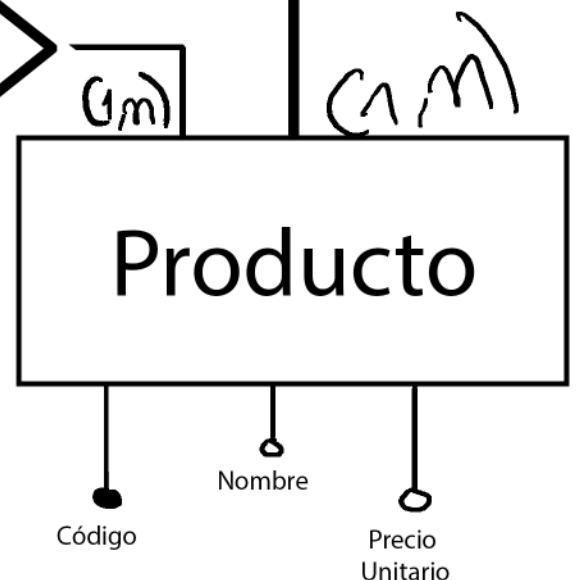 (1,n) (1,n)
Producto
Código
Nombre
Precio
Unitario